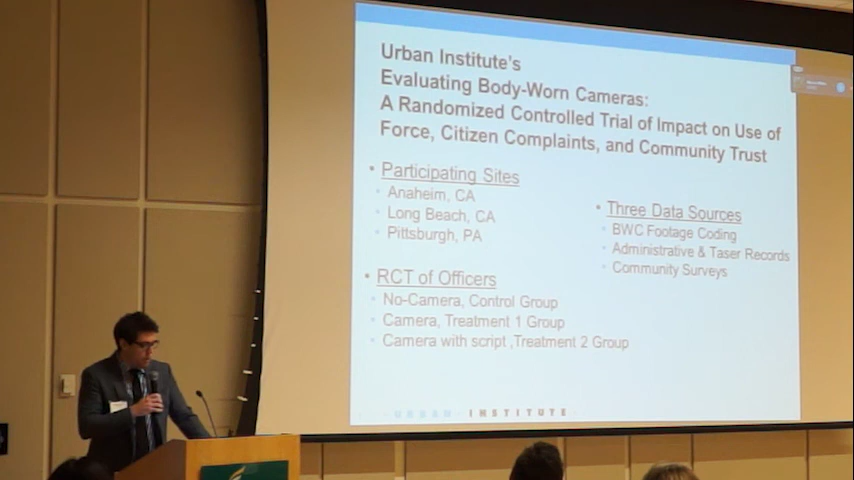 Urban Institute's
Evaluating Body-Worn Cameras:
A Randomized Controlled Trial of Impact on Use of
Force, Citizen Complaints, and Community Trust
• Participating Sites
• Anaheim, CA
• Long Beach, CA
• Pittsburgh, PA
• RCT of Officers
• No-Camera, Control Group
• Camera, Treatment 1 Group
• Camera with script ,Treatment 2 Group
• Three Data Sources
• BWC Footage Coding
• Administrative & Taser Records
• Community Surveys
URBAN INSTITUTE